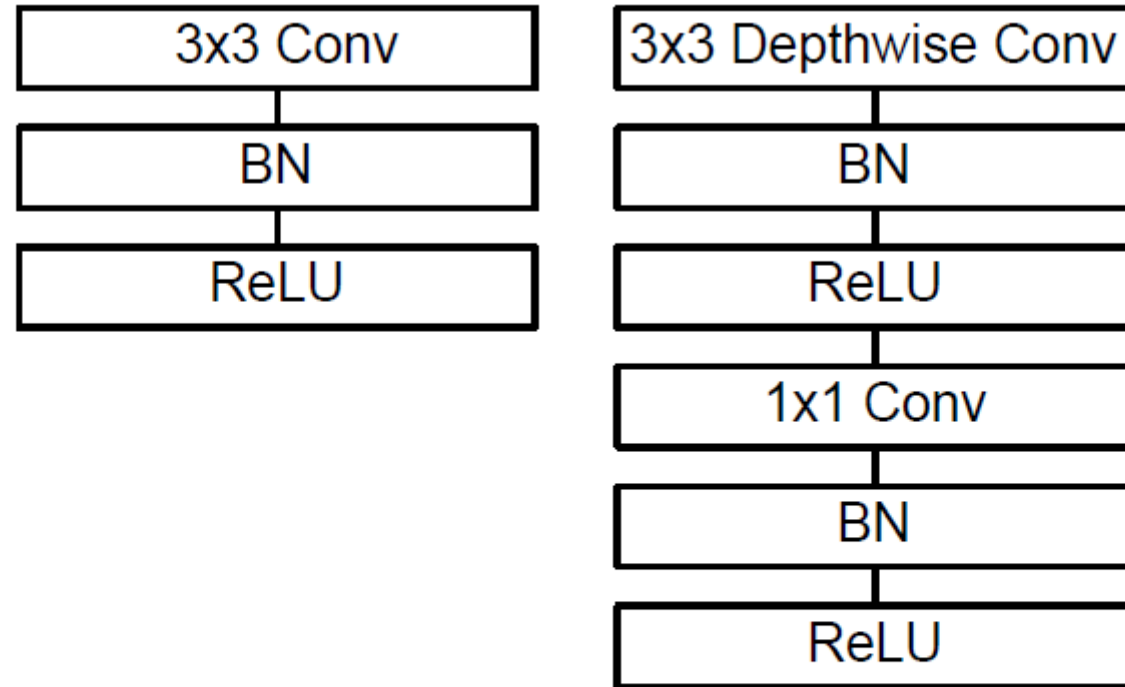 3x3 Conv
BN
ReLU
3x3 Depthwise Conv
BN
ReLU
1x1 Conv
BN
ReLU